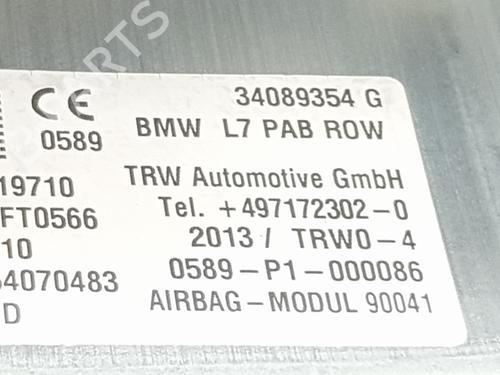 PARTS
CE 34089354 G
0589 BMW L7 PAB ROW
19710 TRW Automotive GmbH
FT0566 Tel. +497172302-0
10 2013 / TRW0-4
4070483 0589-P1-000086
D AIRBAG-MODUL 90041